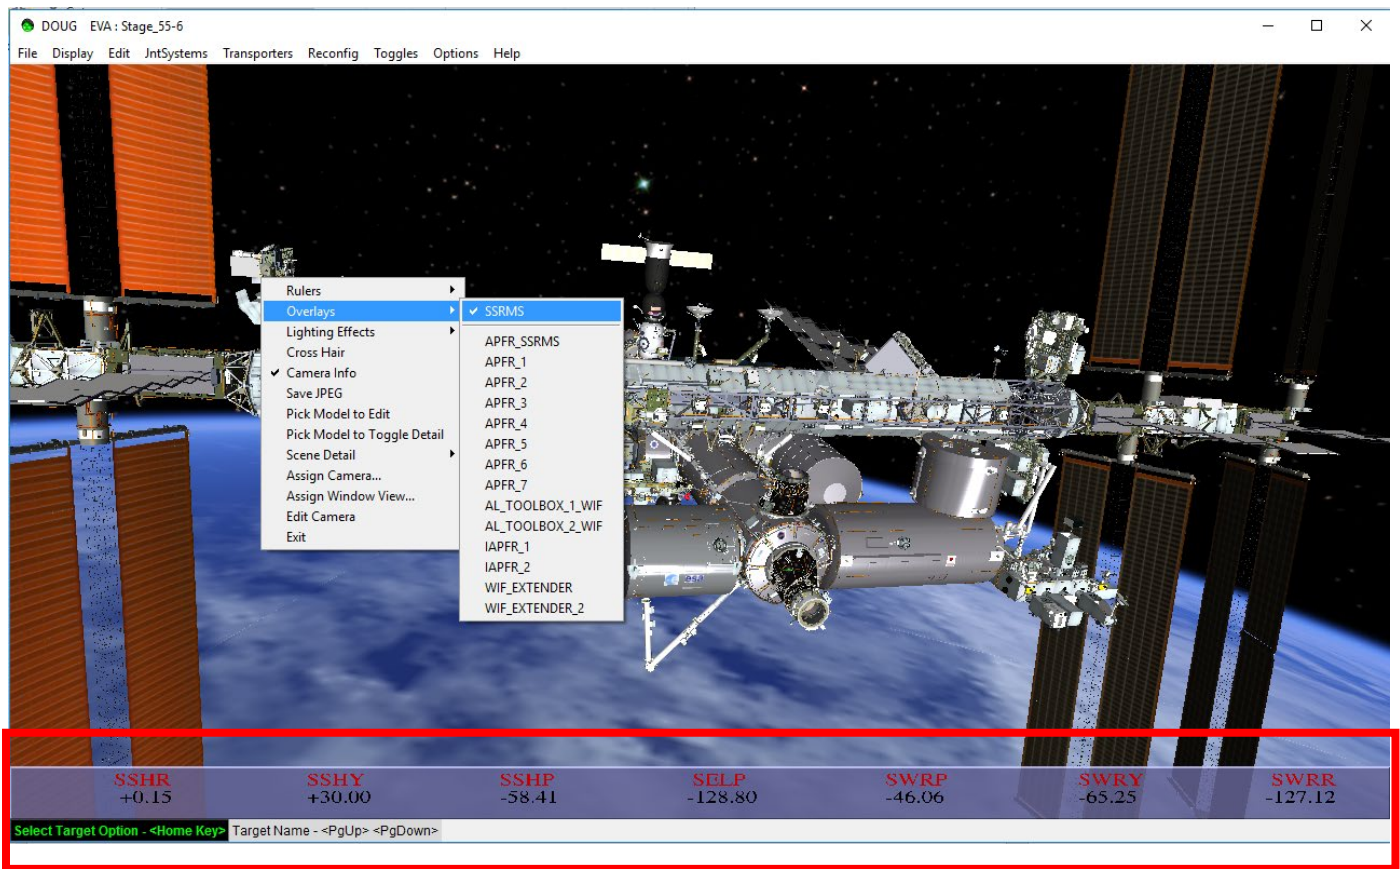 DOUG EVA : Stage_55-6
File Display Edit JntSystems Transporters Reconfig Toggles Options Help
Rulers
Overlays
Lighting Effects
Cross Hair
Camera Info
Save JPEG
Pick Model to Edit
Pick Model to Toggle Detail
Scene Detail
Assign Camera...
Assign Window View...
Edit Camera
Exit
SSRMS
APFR_SSRMS
APFR_1
APFR_2
APFR_3
APFR_4
APFR_5
APFR_6
APFR_7
AL_TOOLBOX_1_WIF
AL_TOOLBOX_2_WIF
IAPFR_1
IAPFR_2
WIF_EXTENDER
WIF_EXTENDER_2
SSHR SSHY SSHP SELP SWRP SWRY SWRR
+0.15 +30.00 -58.41 -128.80 -46.06 -65.25 -127.12
Select Target Option - <Home Key> Target Name - <PgUp> <PgDown>